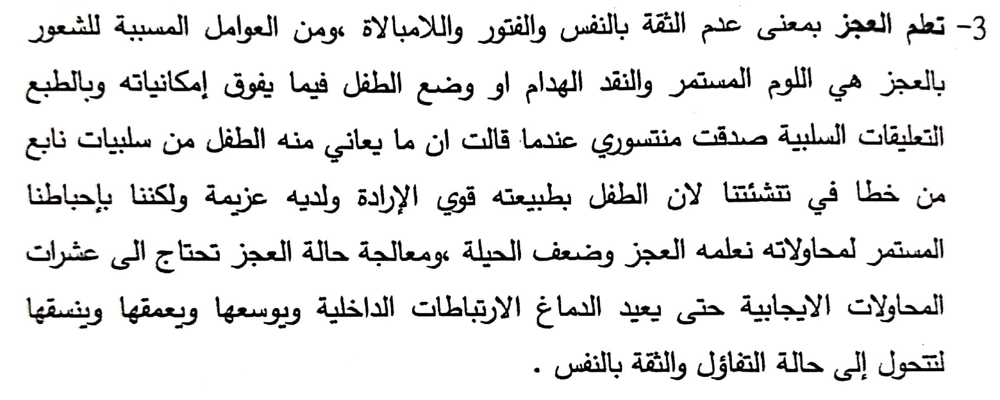 3- تعلم العجز بمعنى عدم الثقة بالنفس والفتور واللامبالاة ،ومن العوامل المسببة للشعور
بالعجز هي اللوم المستمر والنقد الهدام او وضع الطفل فيما يفوق إمكانياته وبالطبع
التعليقات السلبية صدقت منتسوري عندما قالت ان ما يعاني منه الطفل من سلبيات نابع
من خطا في تنشئتنا لان الطفل بطبيعته قوي الإرادة ولديه عزيمة ولكننا بإحباطنا
المستمر لمحاولاته نعلمه العجز وضعف الحيلة ،ومعالجة حالة العجز تحتاج الى عشرات
المحاولات الايجابية حتى يعيد الدماغ الارتباطات الداخلية ويوسعها ويعمقها وينسقها
لتتحول إلى حالة التفاؤل والثقة بالنفس .